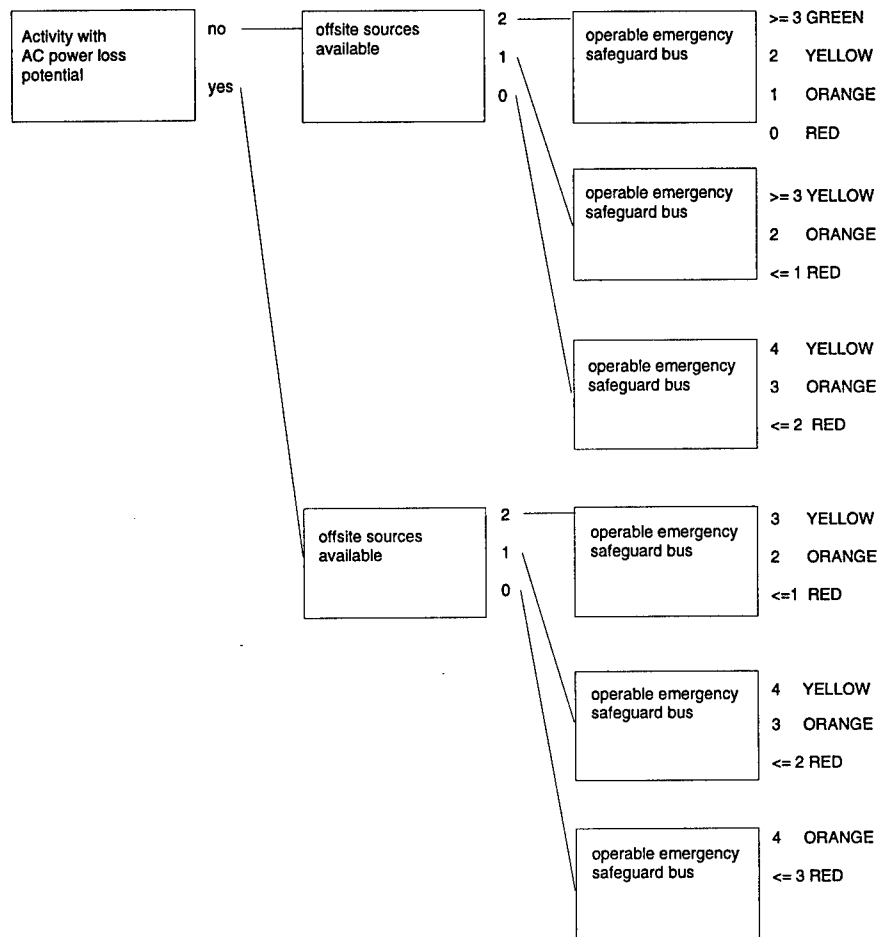 Activity with
AC power loss
potential
no
yes
offsite sources
available
2
1
0
operable emergency
safeguard bus
>= 3 GREEN
2 YELLOW
1 ORANGE
0 RED
operable emergency
safeguard bus
>= 3 YELLOW
2 ORANGE
<= 1 RED
operable emergency
safeguard bus
4 YELLOW
3 ORANGE
<= 2 RED
offsite sources
available
2
1
0
operable emergency
safeguard bus
3 YELLOW
2 ORANGE
<=1 RED
operable emergency
safeguard bus
4 YELLOW
3 ORANGE
<= 2 RED
operable emergency
safeguard bus
4 ORANGE
<= 3 RED